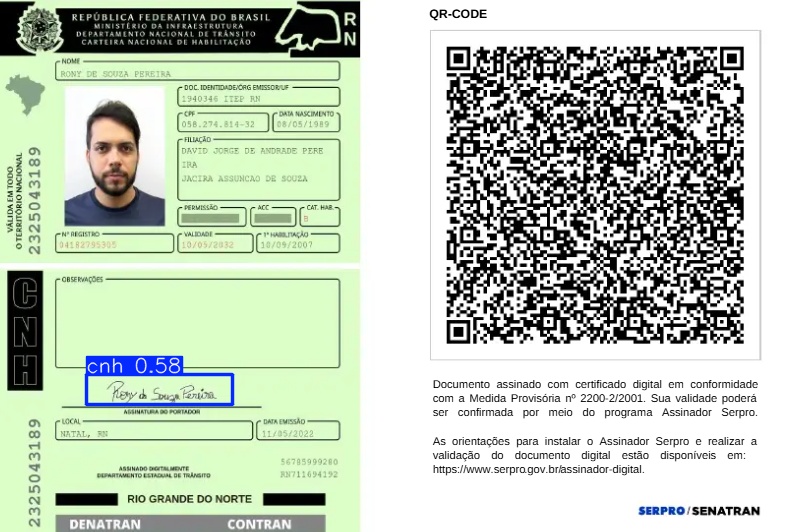 REPÚBLICA FEDERATIVA DO BRASIL
MINISTÉRIO DA INFRAESTRUTURA
DEPARTAMENTO NACIONAL DE TRÂNSITO
CARTEIRA NACIONAL DE HABILITAÇÃO
RN
NOME
RONY DE SOUZA PEREIRA
DOC. IDENTIDADE/ÓRG EMISSOR/UF
1940346 ITEP RN
CPF
DATA NASCIMENTO
058.274.814-32
08/05/1989
FILIAÇÃO
DAVID JORGE DE ANDRADE PERE
IRA
JACIRA ASSUNCAO DE SOUZA
PERMISSÃO
ACC
CAT. HAB.
B
Nº REGISTRO
VALIDADE
1ª HABILITAÇÃO
04182795305
10/05/2032
10/09/2007
VÁLIDA EM TODO
O TERRITÓRIO NACIONAL
2325043189
CNH
OBSERVAÇÕES
cnh 0.58
Rony de Souza Pereira
ASSINATURA DO PORTADOR
LOCAL
DATA EMISSÃO
NATAL, RN
11/05/2022
2325043189
ASSINADO DIGITALMENTE
DEPARTAMENTO ESTADUAL DE TRÂNSITO
56785999280
RN711694192
RIO GRANDE DO NORTE
DENATRAN
CONTRAN
QR-CODE
Documento assinado com certificado digital em conformidade
com a Medida Provisória nº 2200-2/2001. Sua validade poderá
ser confirmada por meio do programa Assinador Serpro.
As orientações para instalar o Assinador Serpro e realizar a
validação do documento digital estão disponíveis em:
https://www.serpro.gov.br/assinador-digital.
SERPRO/SENATRAN